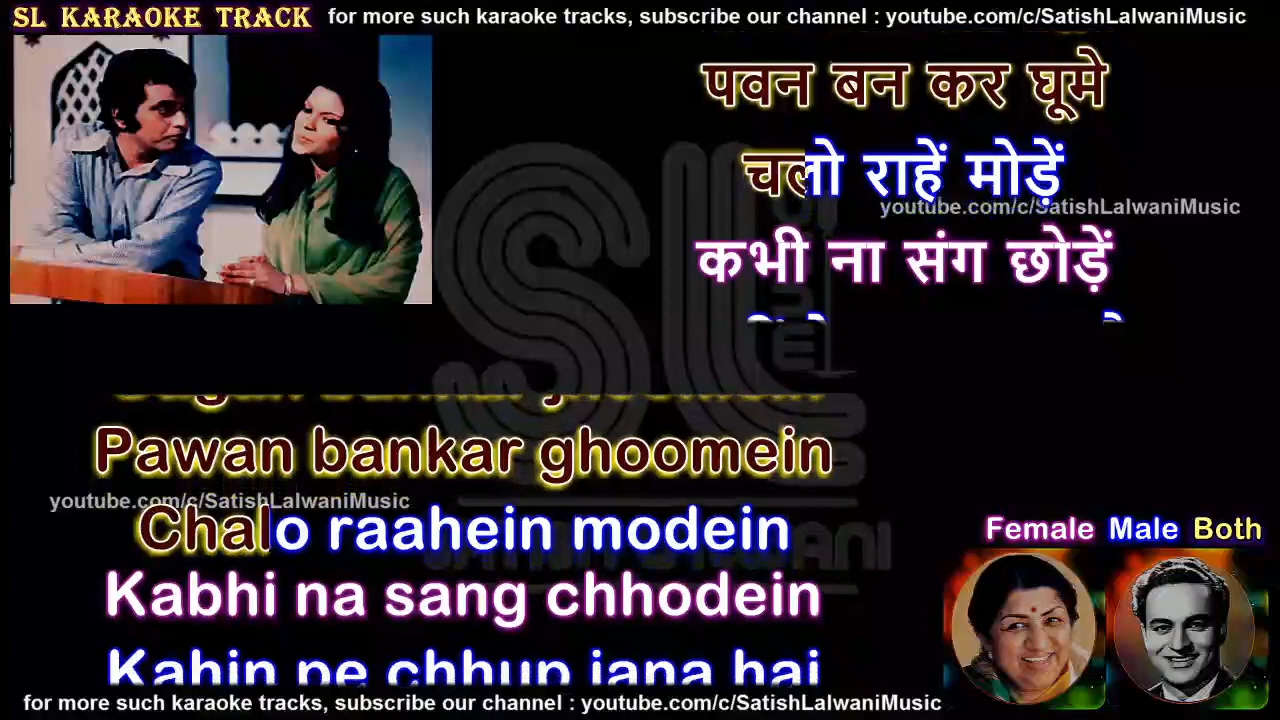 SL KARAOKE TRACK for more such karaoke tracks, subscribe our channel : youtube.com/c/SatishLalwaniMusic
पवन बन कर घूमे
चलो राहें मोड़ें
youtube.com/c/SatishLalwaniMusic
कभी ना संग छोड़ें
Pawan bankar ghoomein
youtube.com/c/SatishLalwaniMusic
Chalo raahein modein
Kabhi na sang chhodein
Kahin pe chhup jana hai
Female Male Both
for more such karaoke tracks, subscribe our channel : youtube.com/c/SatishLalwaniMusic